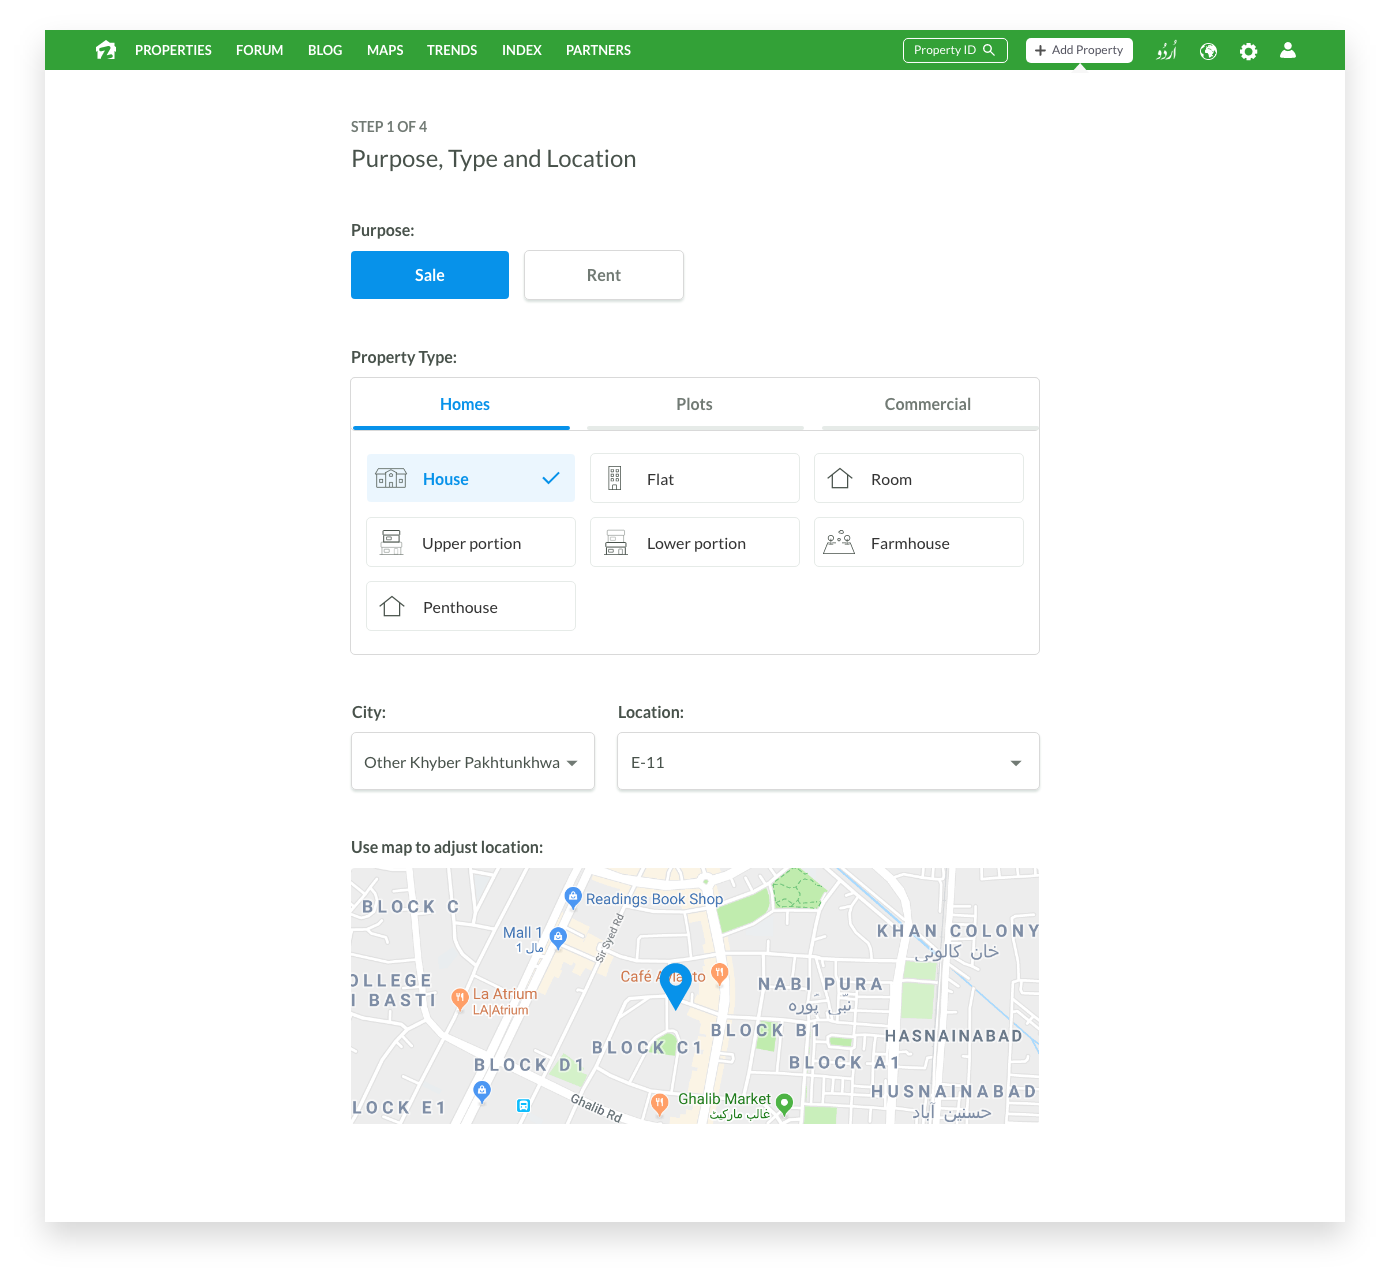 PROPERTIES FORUM BLOG MAPS TRENDS INDEX PARTNERS Property ID Add Property اُردُو
STEP 1 OF 4
Purpose, Type and Location
Purpose:
Sale Rent
Property Type:
Homes Plots Commercial
House Flat Room
Upper portion Lower portion Farmhouse
Penthouse
City: Location:
Other Khyber Pakhtunkhwa E-11
Use map to adjust location:
Readings Book Shop
BLOCK C
Sir Syed Rd
Mall 1
مال 1
KHAN COLONY
خان کالونی
OLLEGE
I BASTI
Café
NABI PURA
نبی پورہ
La Atrium
LA|Atrium
BLOCK B1
HASNAINABAD
BLOCK C1
BLOCK D1
BLOCK A1
HUSNAINABAD
حسنین آباد
LOCK E1
Ghalib Rd
Ghalib Market
غالب مارکیٹ